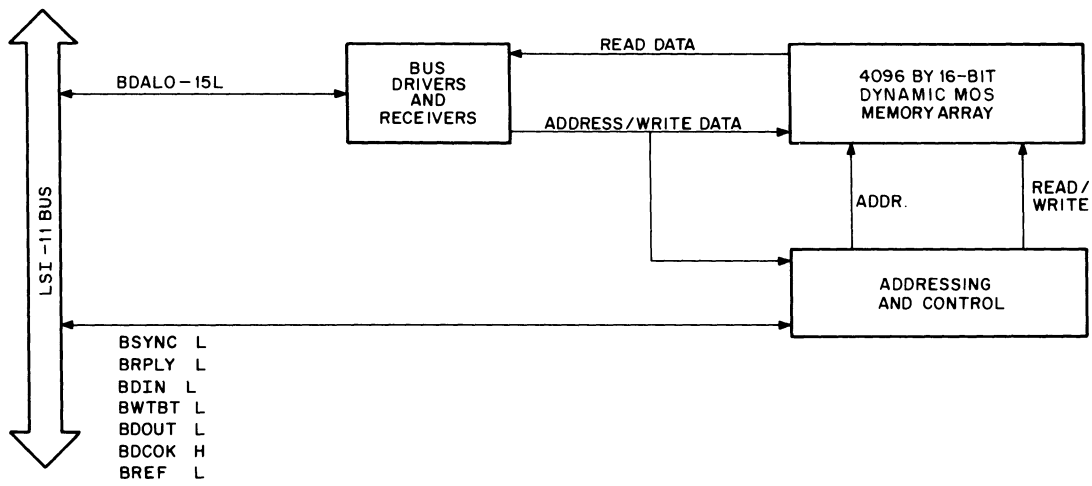 READ DATA
BDALO-15L
BUS
DRIVERS
AND
RECEIVERS
4096 BY 16-BIT
DYNAMIC MOS
MEMORY ARRAY
ADDRESS/WRITE DATA
LSI-11 BUS
ADDR.
READ/
WRITE
ADDRESSING
AND CONTROL
BSYNC L
BRPLY L
BDIN L
BWTBT L
BDOUT L
BDCOK H
BREF L